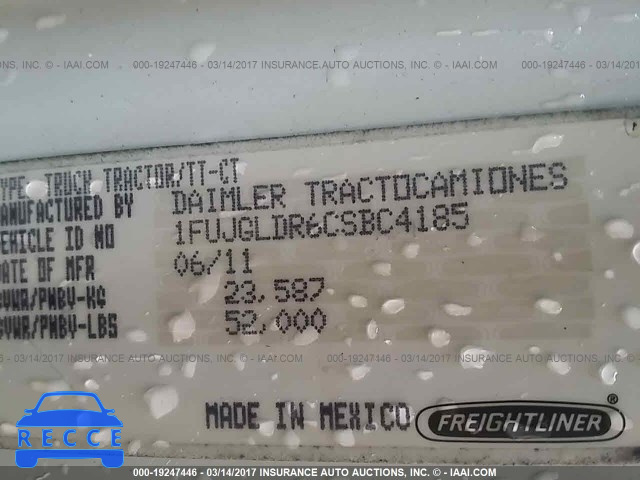 000-19247446 - 03/14/2017 INSURANCE AUTO AUCTIONS, INC. - © IAAI.COM
TYPE: TRUCK TRACTOR/TT-CT
MANUFACTURED BY DAIMLER TRACTOCAMIONES
VEHICLE ID NO 1FUJGLDR6CSBC4185
DATE OF MFR 06/11
GVWR/PNBV-KG 23,587
GVWR/PNBV-LBS 52,000
000-19247446 - 03/14/2017 INSURANCE AUTO AUCTIONS, INC. - © IAAI.COM
MADE IN MEXICO FREIGHTLINER ®
RECCE
000-19247446 - 03/14/2017 INSURANCE AUTO AUCTIONS, INC. - © IAAI.COM